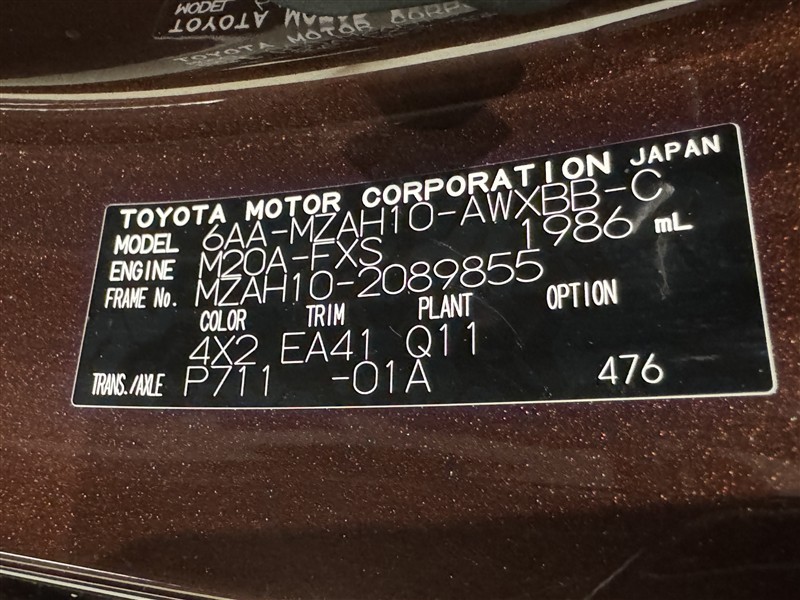 TOYOTA MOTOR CORPORATION JAPAN
MODEL 6AA-MZAH10-AWXBB-C
ENGINE M20A-FXS 1986 mL
FRAME No. MZAH10-2089855
COLOR TRIM PLANT OPTION
4X2 EA41 Q11
TRANS./AXLE P711 -01A 476